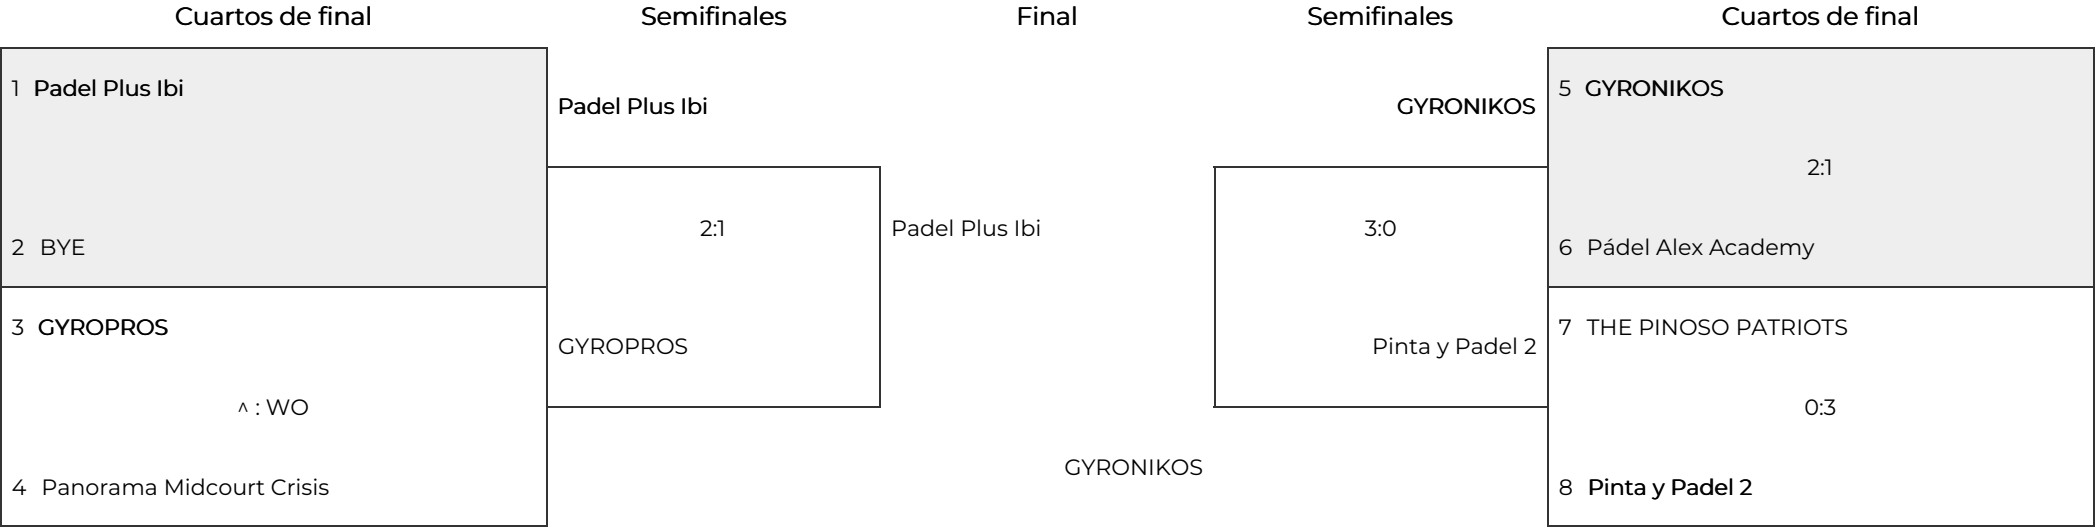 Cuartos de final
Semifinales
Final
Semifinales
Cuartos de final
1 Padel Plus Ibi
2 BYE
3 GYROPROS
^ : WO
4 Panorama Midcourt Crisis
Padel Plus Ibi
2:1
GYROPROS
Padel Plus Ibi
GYRONIKOS
GYRONIKOS
3:0
Pinta y Padel 2
5 GYRONIKOS
2:1
6 Pádel Alex Academy
7 THE PINOSO PATRIOTS
0:3
8 Pinta y Padel 2